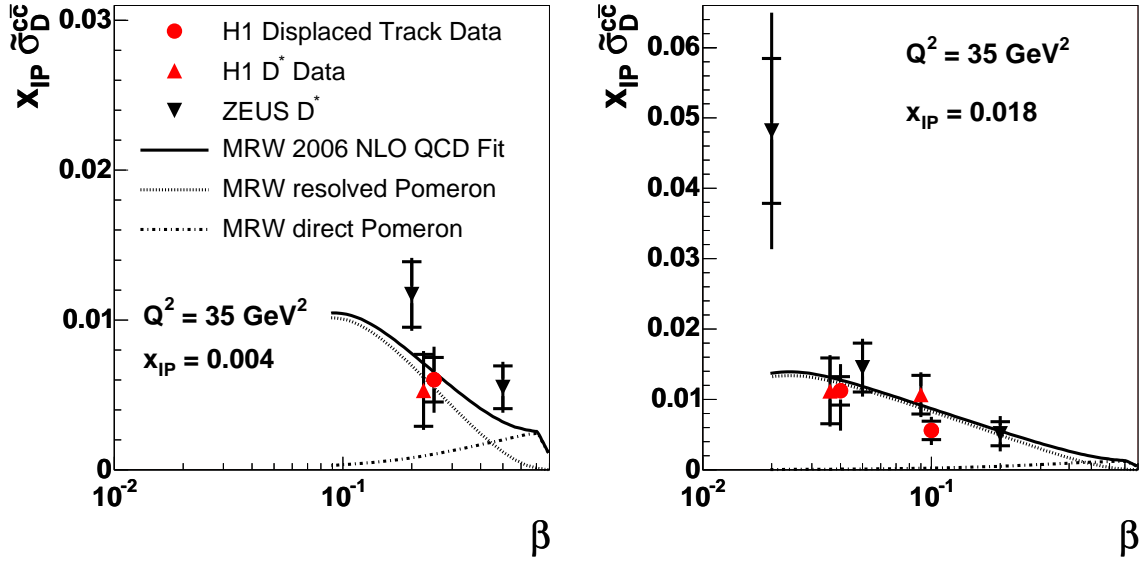 x_IP σ̃_D^cc̄
0.03
0.02
0.01
0
H1 Displaced Track Data
H1 D* Data
ZEUS D*
MRW 2006 NLO QCD Fit
MRW resolved Pomeron
MRW direct Pomeron
Q² = 35 GeV²
x_IP = 0.004
10⁻²
10⁻¹
β
x_IP σ̃_D^cc̄
0.06
0.05
0.04
0.03
0.02
0.01
0
Q² = 35 GeV²
x_IP = 0.018
10⁻²
10⁻¹
β